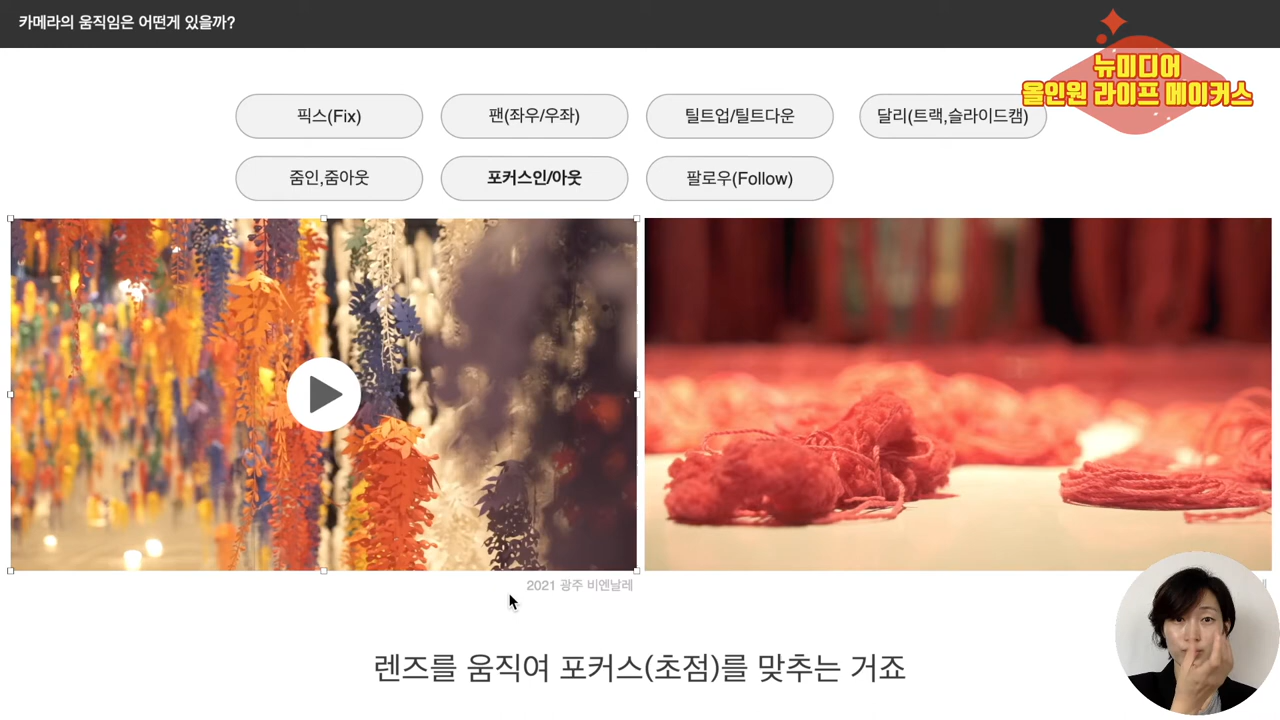 카메라의 움직임은 어떤게 있을까?
뉴미디어
올인원 라이프 메이커스
픽스(Fix)
팬(좌우/우좌)
틸트업/틸트다운
달리(트랙,슬라이드캠)
줌인,줌아웃
포커스인/아웃
팔로우(Follow)
2021 광주 비엔날레
렌즈를 움직여 포커스(초점)를 맞추는 거죠